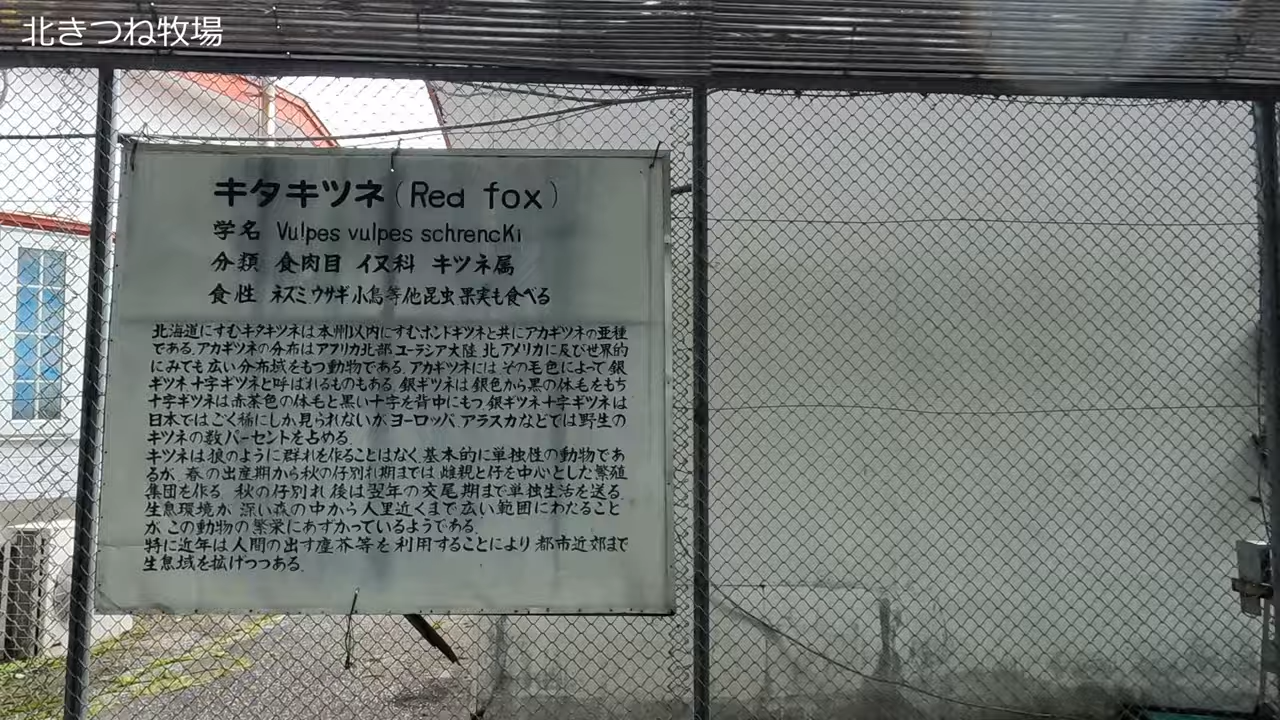 北きつね牧場
キタキツネ(Red fox)
学名 Vulpes vulpes schrencKi
分類 食肉目 イヌ科 キツネ属
食性 ネズミ,ウサギ小鳥等他昆虫,果実も食べる
北海道にすむキタキツネは本州以内にすむホンドギツネと共にアカギツネの亜種
である.アカギツネの分布はアフリカ北部,ユーラシア大陸,北アメリカに及び世界的
にみても広い分布域をもつ動物である.アカギツネには,その毛色によって銀
ギツネ,十字ギツネと呼ばれるものもある.銀ギツネは銀色から黒の体毛をもち
十字ギツネは赤茶色の体毛と黒い十字を背中にもつ.銀ギツネ十字ギツネは
日本ではごく稀にしか見られないが,ヨーロッパ,アラスカなどでは野生の
キツネの数パーセントを占める.
キツネは狼のように群れを作ることはなく,基本的に単独性の動物であ
るが,春の出産期から秋の仔別れ期までは,雌親と仔を中心とした繁殖
集団を作る.秋の仔別れ後は翌年の交尾期まで単独生活を送る.
生息環境が,深い森の中から人里近くまで広い範囲にわたること
が,この動物の繁栄にあずかっているようである.
特に近年は人間の出す塵芥等を利用することにより,都市近郊まで
生息域を拡げつつある.